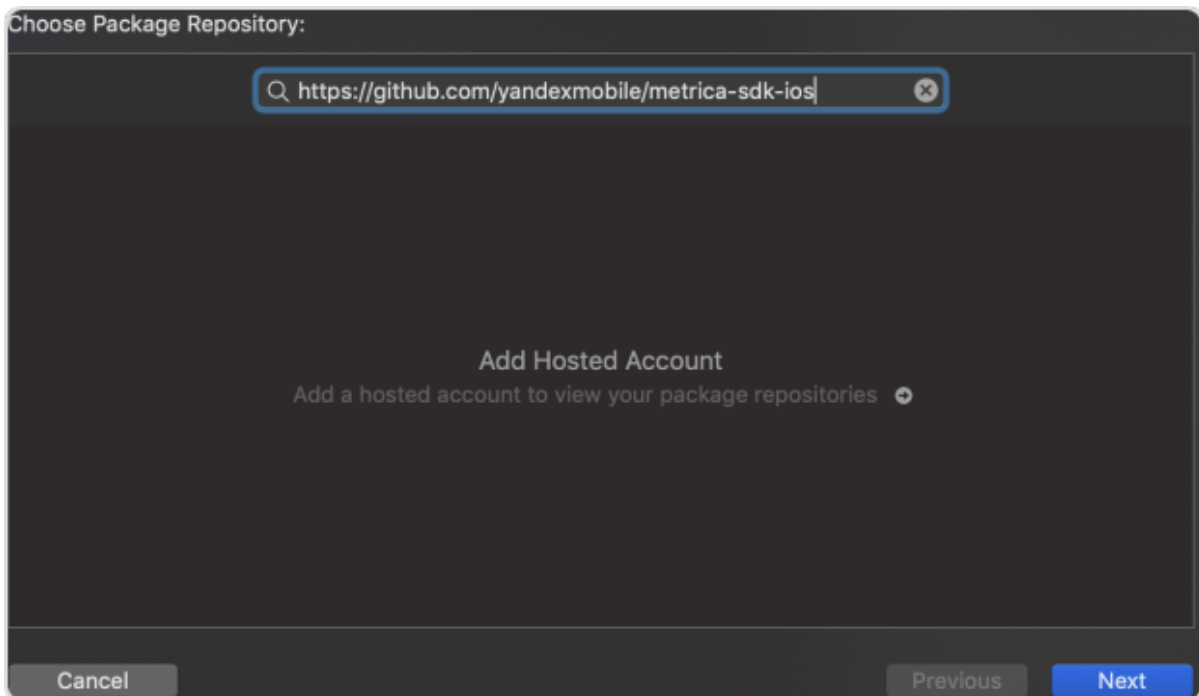 Choose Package Repository:
https://github.com/yandexmobile/metrica-sdk-ios
Add Hosted Account
Add a hosted account to view your package repositories
Cancel
Previous
Next